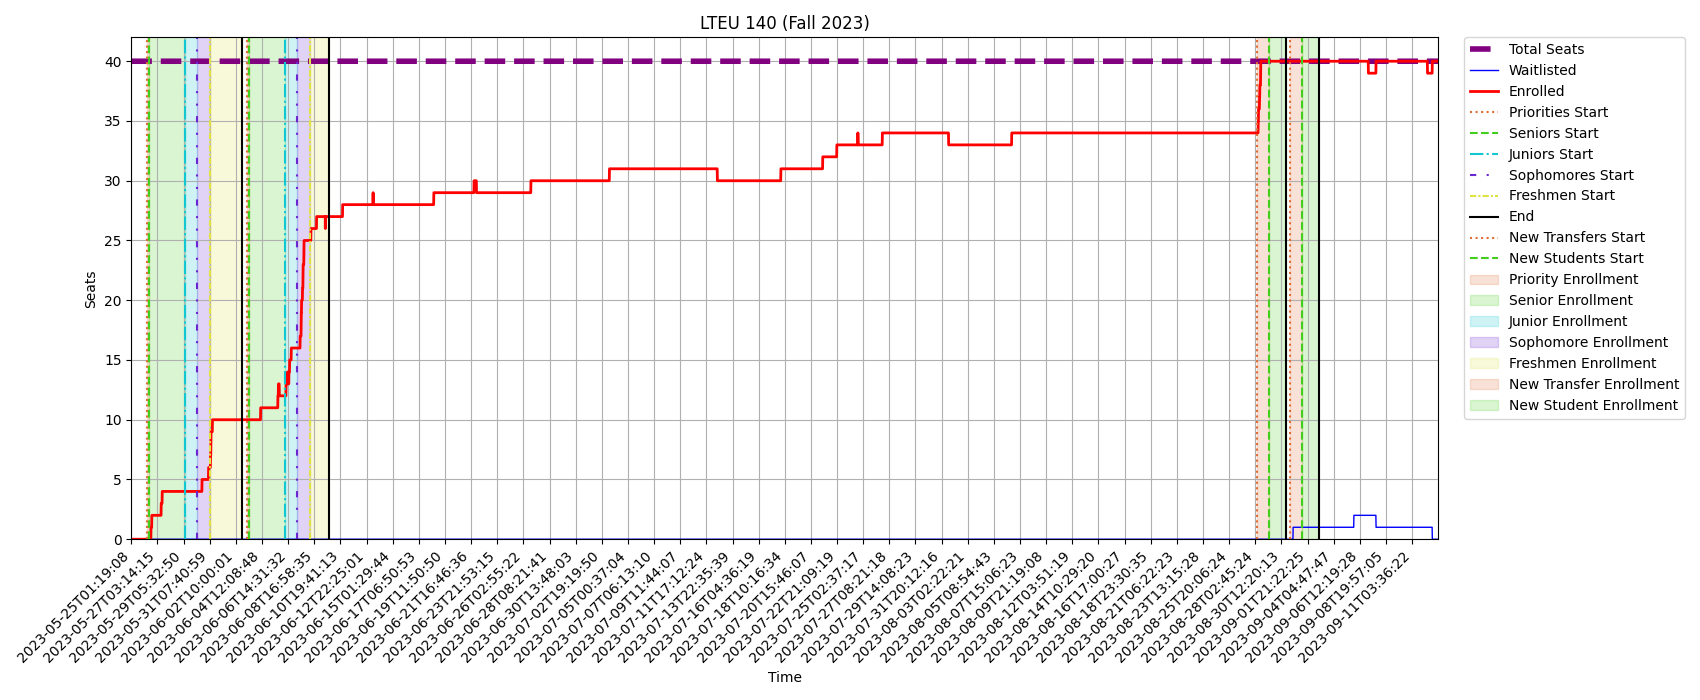 LTEU 140 (Fall 2023)
Seats
40
35
30
25
20
15
10
5
0
2023-05-25T01:19:08
2023-05-27T03:14:15
2023-05-29T05:32:50
2023-05-31T07:40:59
2023-06-02T10:00:01
2023-06-04T12:08:48
2023-06-06T14:31:32
2023-06-08T16:58:35
2023-06-10T19:41:13
2023-06-12T22:25:01
2023-06-15T01:29:44
2023-06-17T06:50:53
2023-06-19T11:50:50
2023-06-21T16:46:36
2023-06-23T21:53:15
2023-06-26T02:55:22
2023-06-28T08:21:41
2023-06-30T13:48:03
2023-07-02T19:19:50
2023-07-05T00:37:04
2023-07-07T06:13:10
2023-07-09T11:44:07
2023-07-11T17:12:24
2023-07-13T22:35:39
2023-07-16T04:36:19
2023-07-18T10:16:34
2023-07-20T15:46:07
2023-07-22T21:09:19
2023-07-25T02:37:17
2023-07-27T08:21:18
2023-07-29T14:08:23
2023-07-31T20:12:16
2023-08-03T02:22:21
2023-08-05T08:54:43
2023-08-07T15:06:23
2023-08-09T21:19:08
2023-08-12T03:51:19
2023-08-14T10:29:20
2023-08-16T17:00:27
2023-08-18T23:30:35
2023-08-21T06:22:23
2023-08-23T13:15:28
2023-08-25T20:06:24
2023-08-28T02:45:24
2023-08-30T12:20:13
2023-09-01T21:22:25
2023-09-04T04:47:47
2023-09-06T12:19:28
2023-09-08T19:57:05
2023-09-11T03:36:22
Time
Total Seats
Waitlisted
Enrolled
Priorities Start
Seniors Start
Juniors Start
Sophomores Start
Freshmen Start
End
New Transfers Start
New Students Start
Priority Enrollment
Senior Enrollment
Junior Enrollment
Sophomore Enrollment
Freshmen Enrollment
New Transfer Enrollment
New Student Enrollment